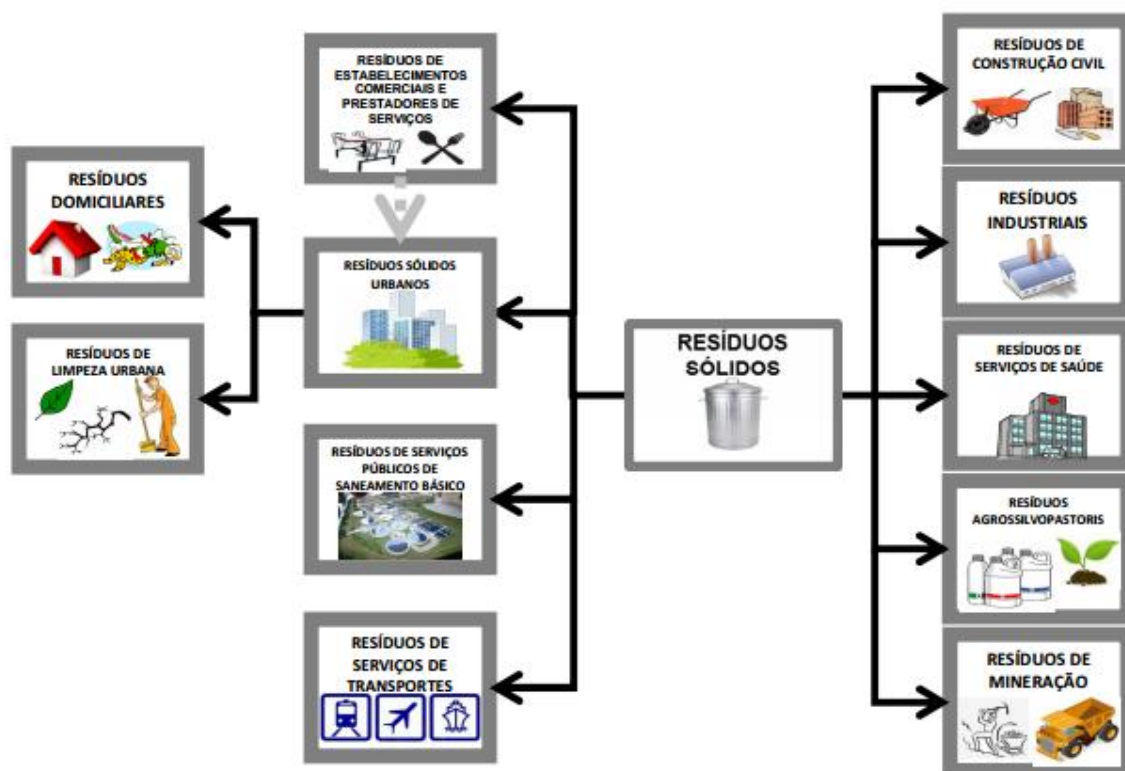 RESÍDUOS DE
ESTABELECIMENTOS
COMERCIAIS E
PRESTADORES DE
SERVIÇOS
RESÍDUOS
DOMICILIARES
RESÍDUOS SÓLIDOS
URBANOS
RESÍDUOS DE
LIMPEZA URBANA
RESÍDUOS DE SERVIÇOS
PÚBLICOS DE
SANEAMENTO BÁSICO
RESÍDUOS DE
SERVIÇOS DE
TRANSPORTES
RESÍDUOS
SÓLIDOS
RESÍDUOS DE
CONSTRUÇÃO CIVIL
RESÍDUOS
INDUSTRIAIS
RESÍDUOS DE
SERVIÇOS DE SAÚDE
RESÍDUOS
AGROSSILVOPASTORIS
RESÍDUOS DE
MINERAÇÃO